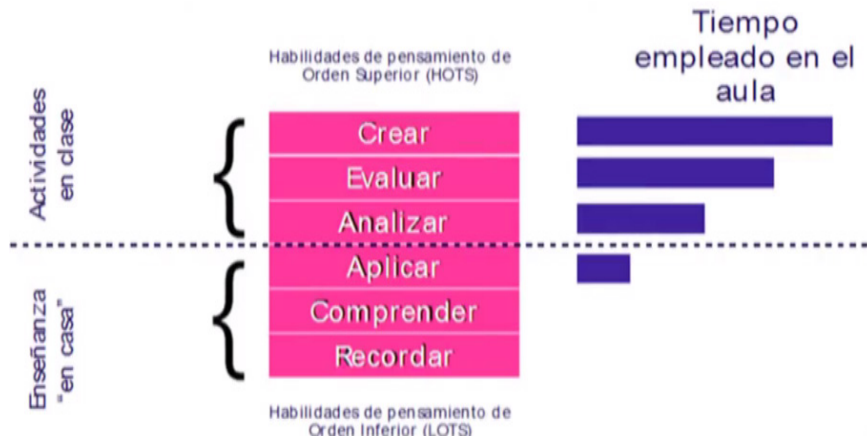 Tiempo
empleado en el
aula
Habilidades de pensamiento de
Orden Superior (HOTS)
Actividades
en clase
Crear
Evaluar
Analizar
Aplicar
Comprender
Recordar
Enseñanza
"en casa"
Habilidades de pensamiento de
Orden Inferior (LOTS)